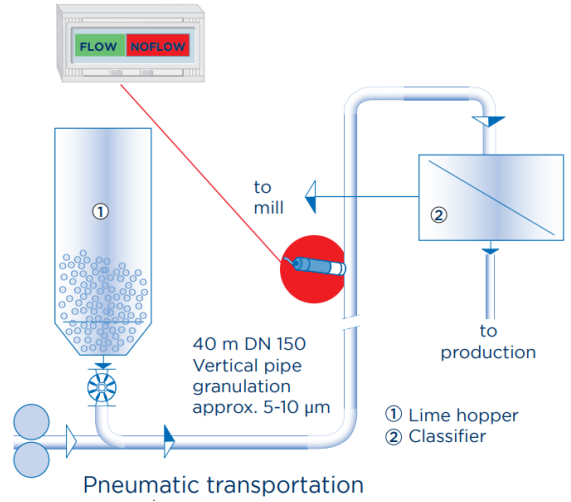 FLOW NOFLOW
①
to
mill
②
40 m DN 150
Vertical pipe
granulation
approx. 5-10 µm
to
production
① Lime hopper
② Classifier
Pneumatic transportation